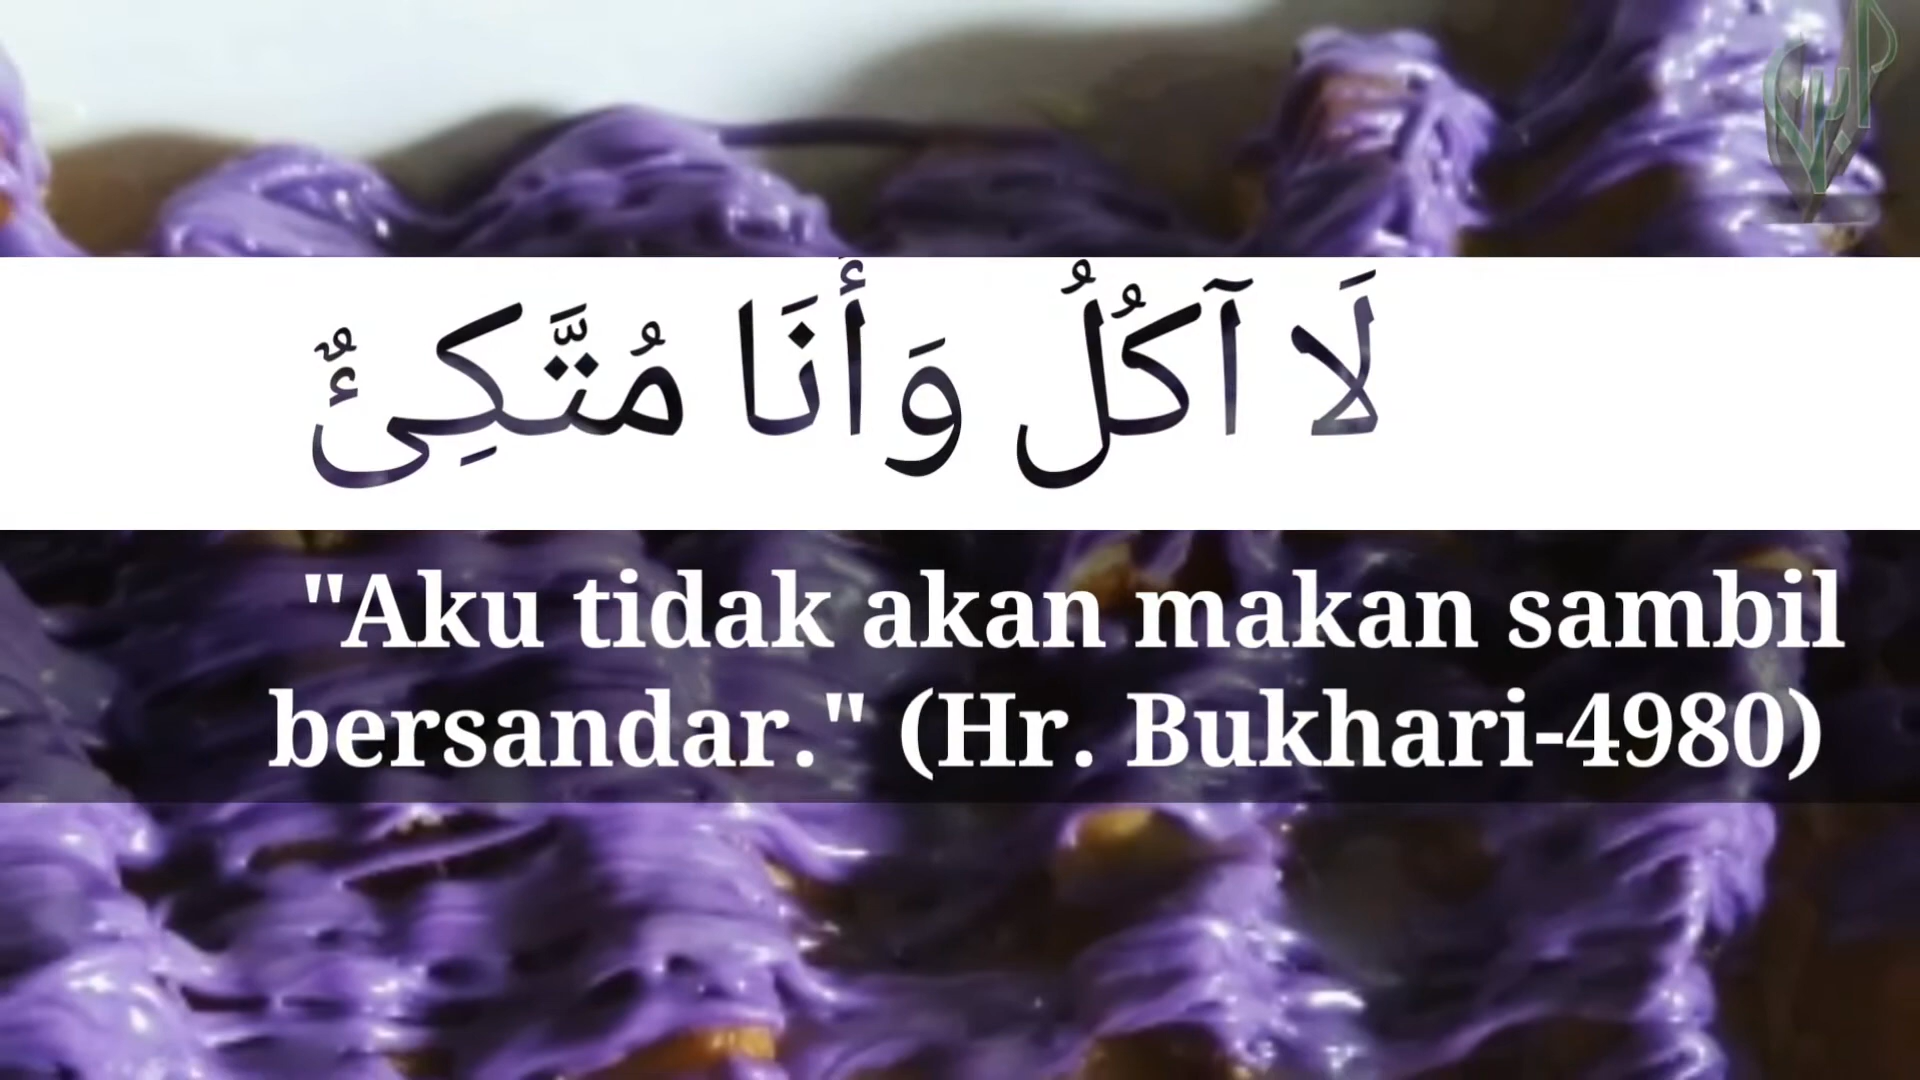 لَا آكُلُ وَأَنَا مُتَّكِئٌ
"Aku tidak akan makan sambil
bersandar." (Hr. Bukhari-4980)